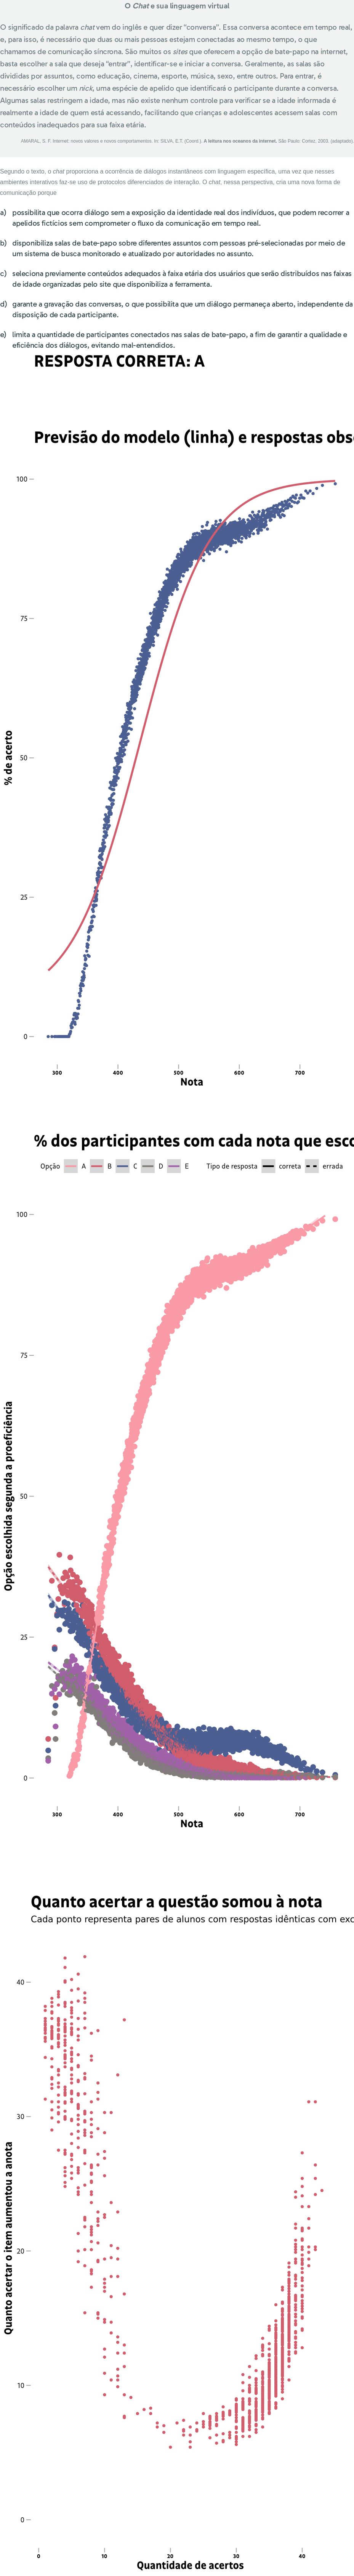 O Chat e sua linguagem virtual
O significado da palavra chat vem do inglês e quer dizer "conversa". Essa conversa acontece em tempo real,
e, para isso, é necessário que duas ou mais pessoas estejam conectadas ao mesmo tempo, o que
chamamos de comunicação síncrona. São muitos os sites que oferecem a opção de bate-papo na internet,
basta escolher a sala que deseja "entrar", identificar-se e iniciar a conversa. Geralmente, as salas são
divididas por assuntos, como educação, cinema, esporte, música, sexo, entre outros. Para entrar, é
necessário escolher um nick, uma espécie de apelido que identificará o participante durante a conversa.
Algumas salas restringem a idade, mas não existe nenhum controle para verificar se a idade informada é
realmente a idade de quem está acessando, facilitando que crianças e adolescentes acessem salas com
conteúdos inadequados para sua faixa etária.
AMARAL, S. F. Internet: novos valores e novos comportamentos. In: SILVA, E.T. (Coord.). A leitura nos oceanos da internet. São Paulo: Cortez, 2003. (adaptado).
Segundo o texto, o chat proporciona a ocorrência de diálogos instantâneos com linguagem específica, uma vez que nesses
ambientes interativos faz-se uso de protocolos diferenciados de interação. O chat, nessa perspectiva, cria uma nova forma de
comunicação porque
a) possibilita que ocorra diálogo sem a exposição da identidade real dos indivíduos, que podem recorrer a
apelidos fictícios sem comprometer o fluxo da comunicação em tempo real.
b) disponibiliza salas de bate-papo sobre diferentes assuntos com pessoas pré-selecionadas por meio de
um sistema de busca monitorado e atualizado por autoridades no assunto.
c) seleciona previamente conteúdos adequados à faixa etária dos usuários que serão distribuídos nas faixas
de idade organizadas pelo site que disponibiliza a ferramenta.
d) garante a gravação das conversas, o que possibilita que um diálogo permaneça aberto, independente da
disposição de cada participante.
e) limita a quantidade de participantes conectados nas salas de bate-papo, a fim de garantir a qualidade e
eficiência dos diálogos, evitando mal-entendidos.
RESPOSTA CORRETA: A
Previsão do modelo (linha) e respostas obs
100
75
50
25
0
% de acerto
300 400 500 600 700
Nota
% dos participantes com cada nota que esco
Opção A B C D E Tipo de resposta correta errada
100
75
50
25
0
Opção escolhida segunda a proeficiência
300 400 500 600 700
Nota
Quanto acertar a questão somou à nota
Cada ponto representa pares de alunos com respostas idênticas com exc
40
30
20
10
0
Quanto acertar o item aumentou a anota
0 10 20 30 40
Quantidade de acertos